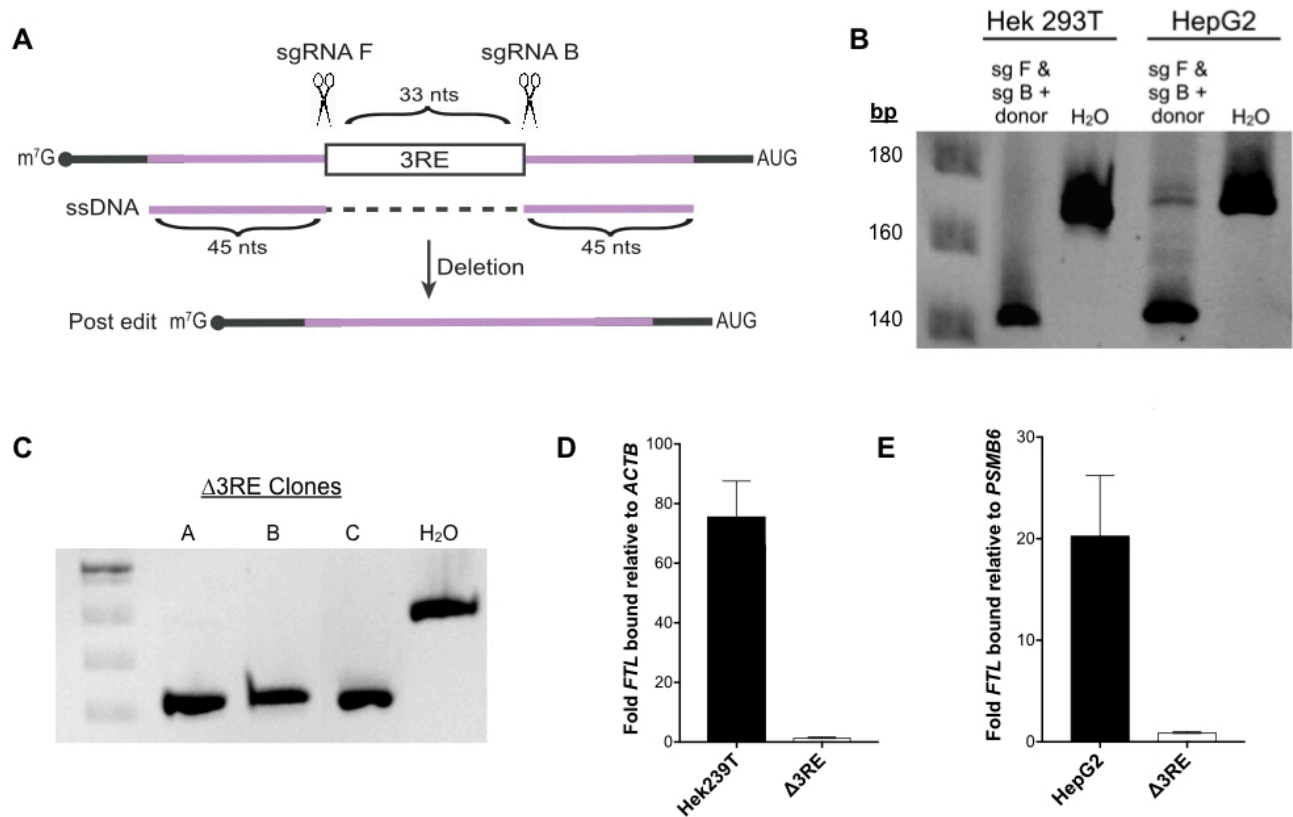 A
sgRNA F
sgRNA B
33 nts
m⁷G
3RE
AUG
ssDNA
45 nts
45 nts
Deletion
Post edit
m⁷G
AUG
B
Hek 293T
HepG2
sg F &
sg B +
donor
H₂O
sg F &
sg B +
donor
H₂O
bp
180
160
140
C
Δ3RE Clones
A
B
C
H₂O
D
Fold FTL bound relative to ACTB
100
80
60
40
20
0
Hek239T
Δ3RE
E
Fold FTL bound relative to PSMB6
30
20
10
0
HepG2
Δ3RE